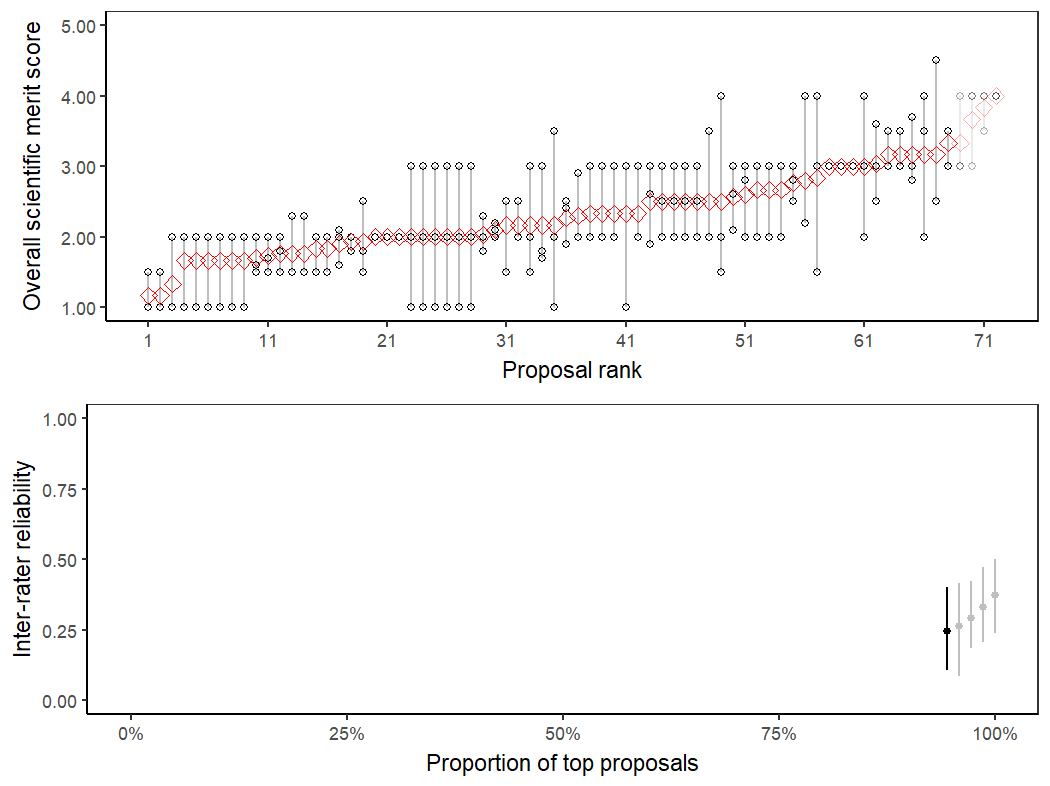 Overall scientific merit score
5.00
4.00
3.00
2.00
1.00
1 11 21 31 41 51 61 71
Proposal rank
Inter-rater reliability
1.00
0.75
0.50
0.25
0.00
0% 25% 50% 75% 100%
Proportion of top proposals